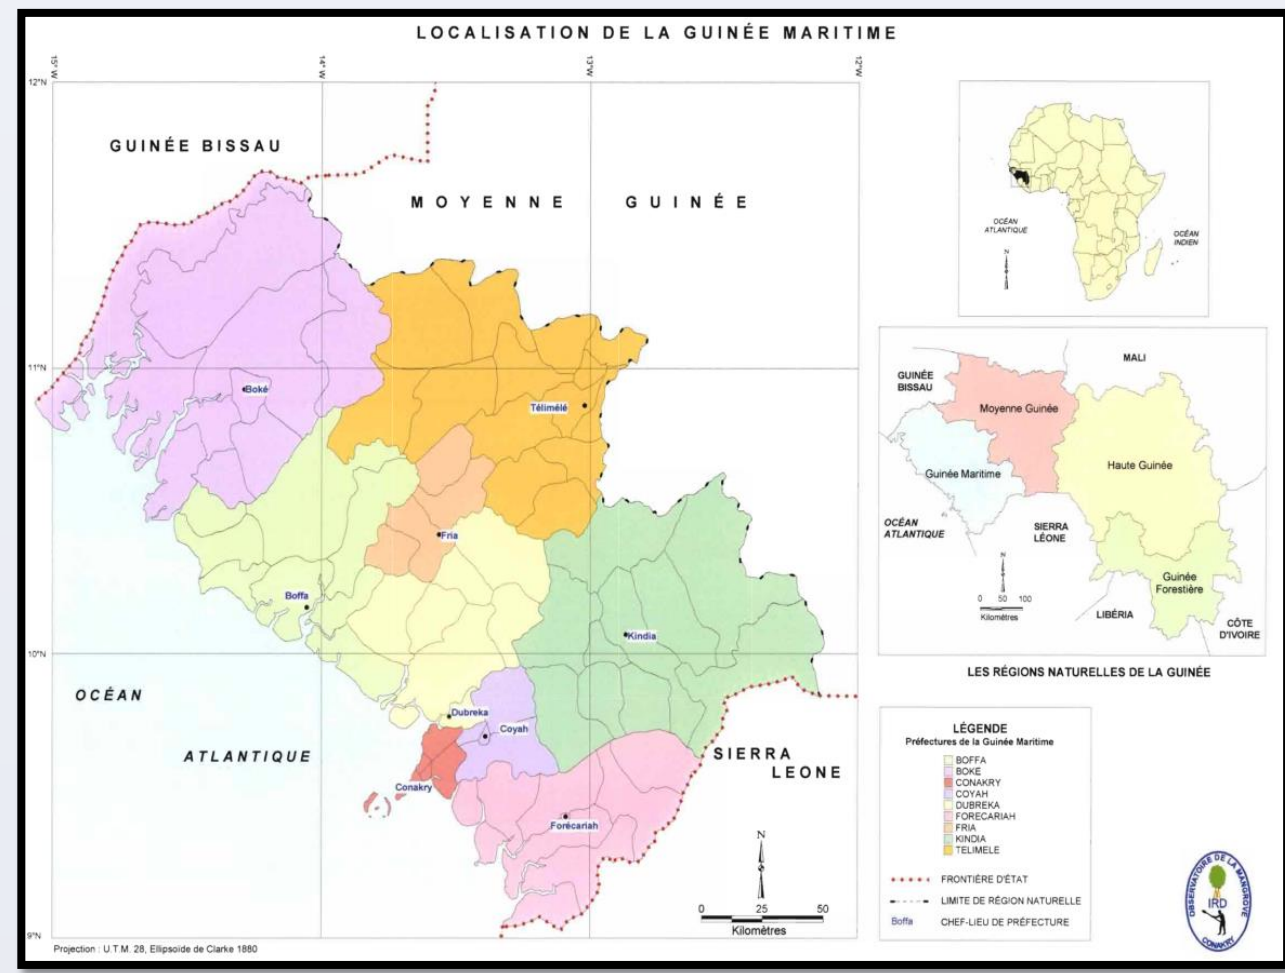 LOCALISATION DE LA GUINÉE MARITIME
15°W
14°W
13°W
12°W
12°N
11°N
10°N
9°N
GUINÉE BISSAU
MOYENNE GUINÉE
Boké
Télimélé
Fria
Boffa
Kindia
Dubreka
Coyah
Conakry
Forécariah
OCÉAN
ATLANTIQUE
SIERRA
LEONE
N
0 25 50
Kilomètres
Projection : U.T.M. 28, Ellipsoïde de Clarke 1880
OCÉAN
ATLANTIQUE
OCÉAN
INDIEN
N
MALI
GUINÉE
BISSAU
Moyenne Guinée
Haute Guinée
Guinée Maritime
OCÉAN
ATLANTIQUE
SIERRA
LÉONE
N
0 50 100
Kilomètres
Guinée
Forestière
LIBÉRIA
CÔTE
D'IVOIRE
LES RÉGIONS NATURELLES DE LA GUINÉE
LÉGENDE
Préfectures de la Guinée Maritime
BOFFA
BOKE
CONAKRY
COYAH
DUBREKA
FORECARIAH
FRIA
KINDIA
TELIMELE
FRONTIÈRE D'ÉTAT
LIMITE DE RÉGION NATURELLE
Boffa CHEF-LIEU DE PRÉFECTURE
OBSERVATOIRE DE LA MANGROVE
IRD
CONAKRY